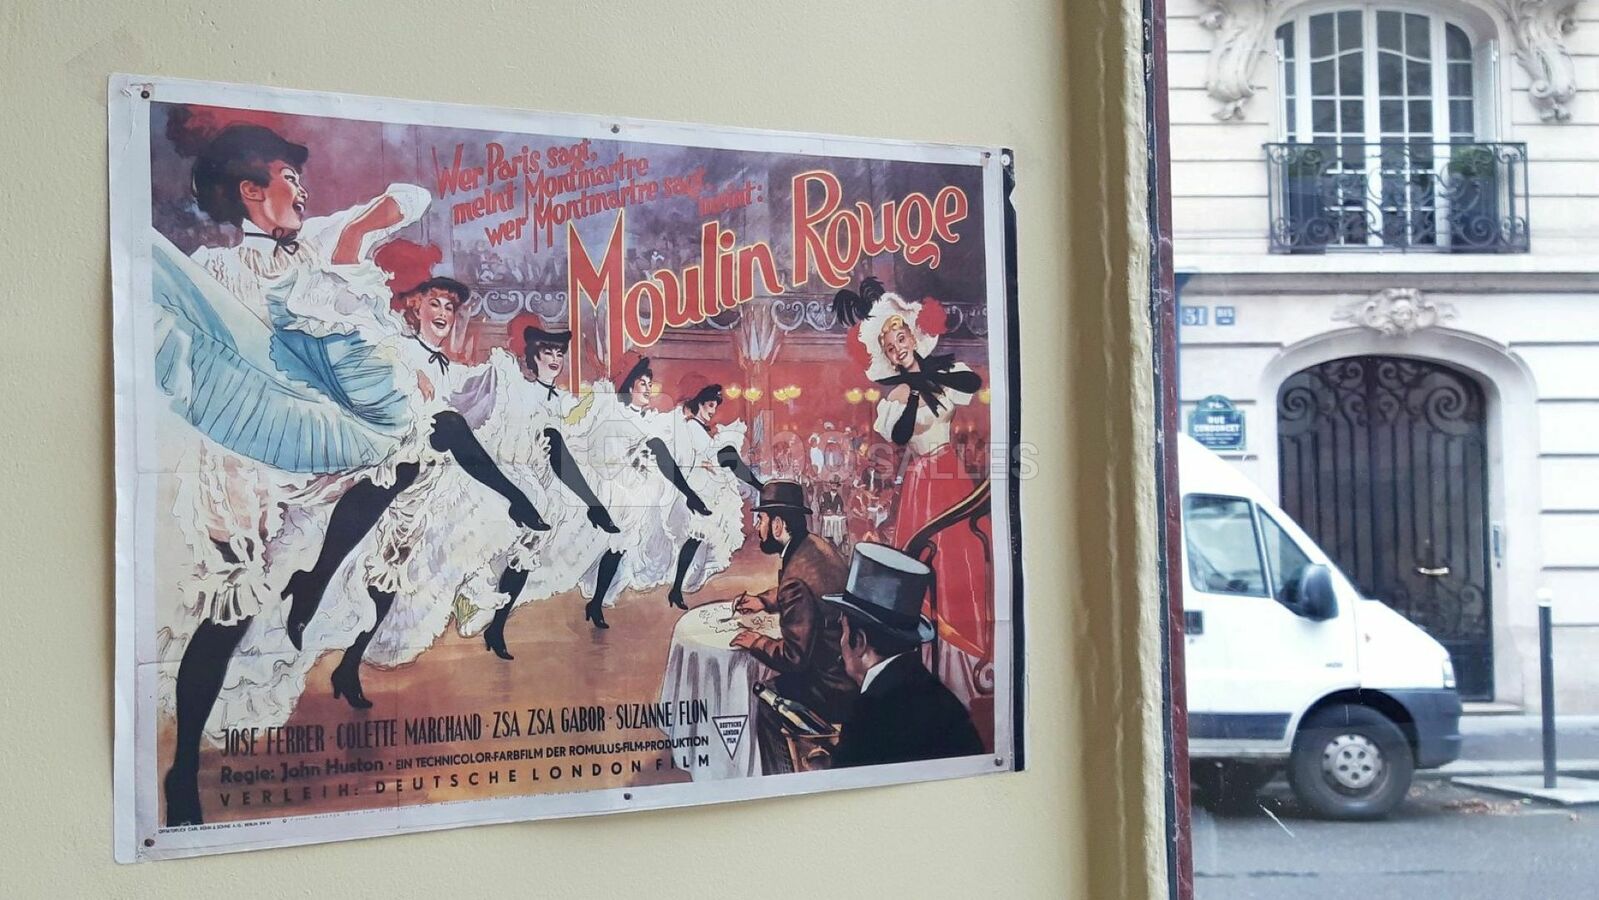 Wer Paris sagt,
meint Montmartre
wer Montmartre sagt,
meint:
Moulin Rouge
JOSE FERRER · COLETTE MARCHAND · ZSA ZSA GABOR · SUZANNE FLON
Regie: John Huston · EIN TECHNICOLOR-FARBFILM DER ROMULUS-FILM-PRODUKTION
VERLEIH: DEUTSCHE LONDON FILM
DEUTSCHE
LONDON
FILM
51 BIS
RUE
CONDORCET
SALLES